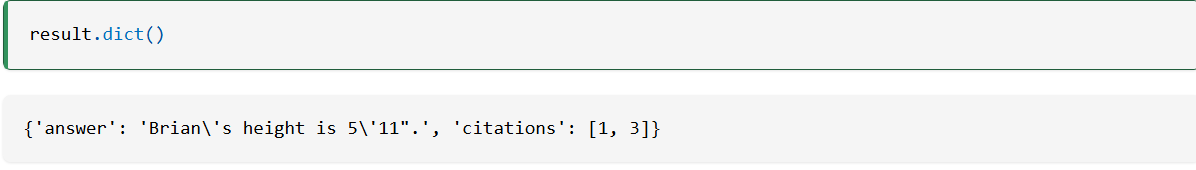 result.dict()
{'answer': 'Brian\'s height is 5\'11".', 'citations': [1, 3]}